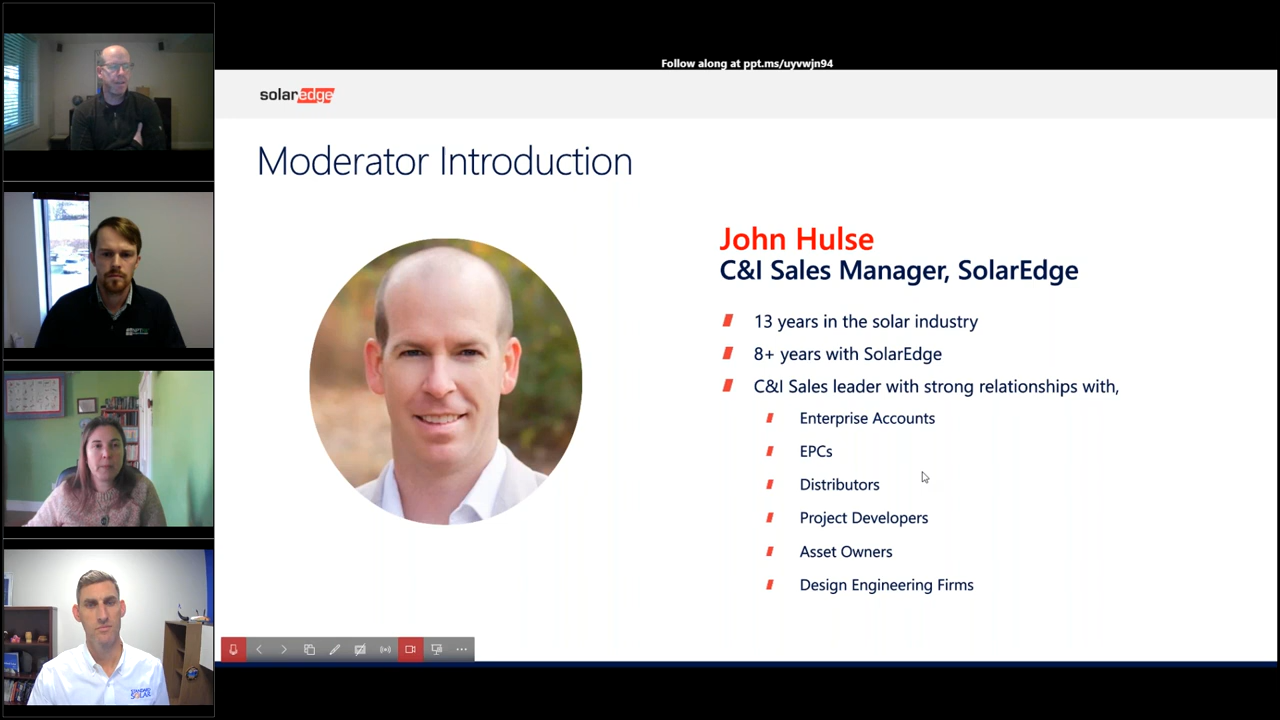 Follow along at ppt.ms/uyvwjn94
solaredge
Moderator Introduction
John Hulse
C&I Sales Manager, SolarEdge
13 years in the solar industry
8+ years with SolarEdge
C&I Sales leader with strong relationships with,
Enterprise Accounts
EPCs
Distributors
Project Developers
Asset Owners
Design Engineering Firms
STANDARD
SOLAR